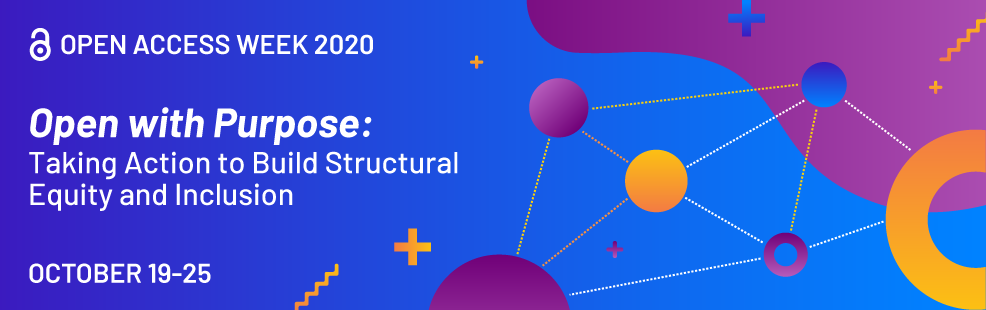 OPEN ACCESS WEEK 2020
Open with Purpose:
Taking Action to Build Structural
Equity and Inclusion
OCTOBER 19-25